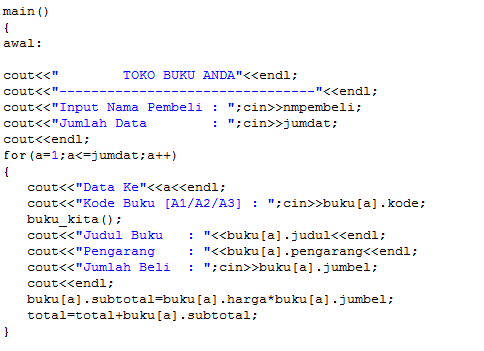 main()
{
awal:
cout<<"        TOKO BUKU ANDA"<<endl;
cout<<"--------------------------------"<<endl;
cout<<"Input Nama Pembeli : ";cin>>nmpembeli;
cout<<"Jumlah Data        : ";cin>>jumdat;
cout<<endl;
for(a=1;a<=jumdat;a++)
{
   cout<<"Data Ke"<<a<<endl;
   cout<<"Kode Buku [A1/A2/A3] : ";cin>>buku[a].kode;
   buku_kita();
   cout<<"Judul Buku   : "<<buku[a].judul<<endl;
   cout<<"Pengarang    : "<<buku[a].pengarang<<endl;
   cout<<"Jumlah Beli  : ";cin>>buku[a].jumbel;
   cout<<endl;
   buku[a].subtotal=buku[a].harga*buku[a].jumbel;
   total=total+buku[a].subtotal;
}